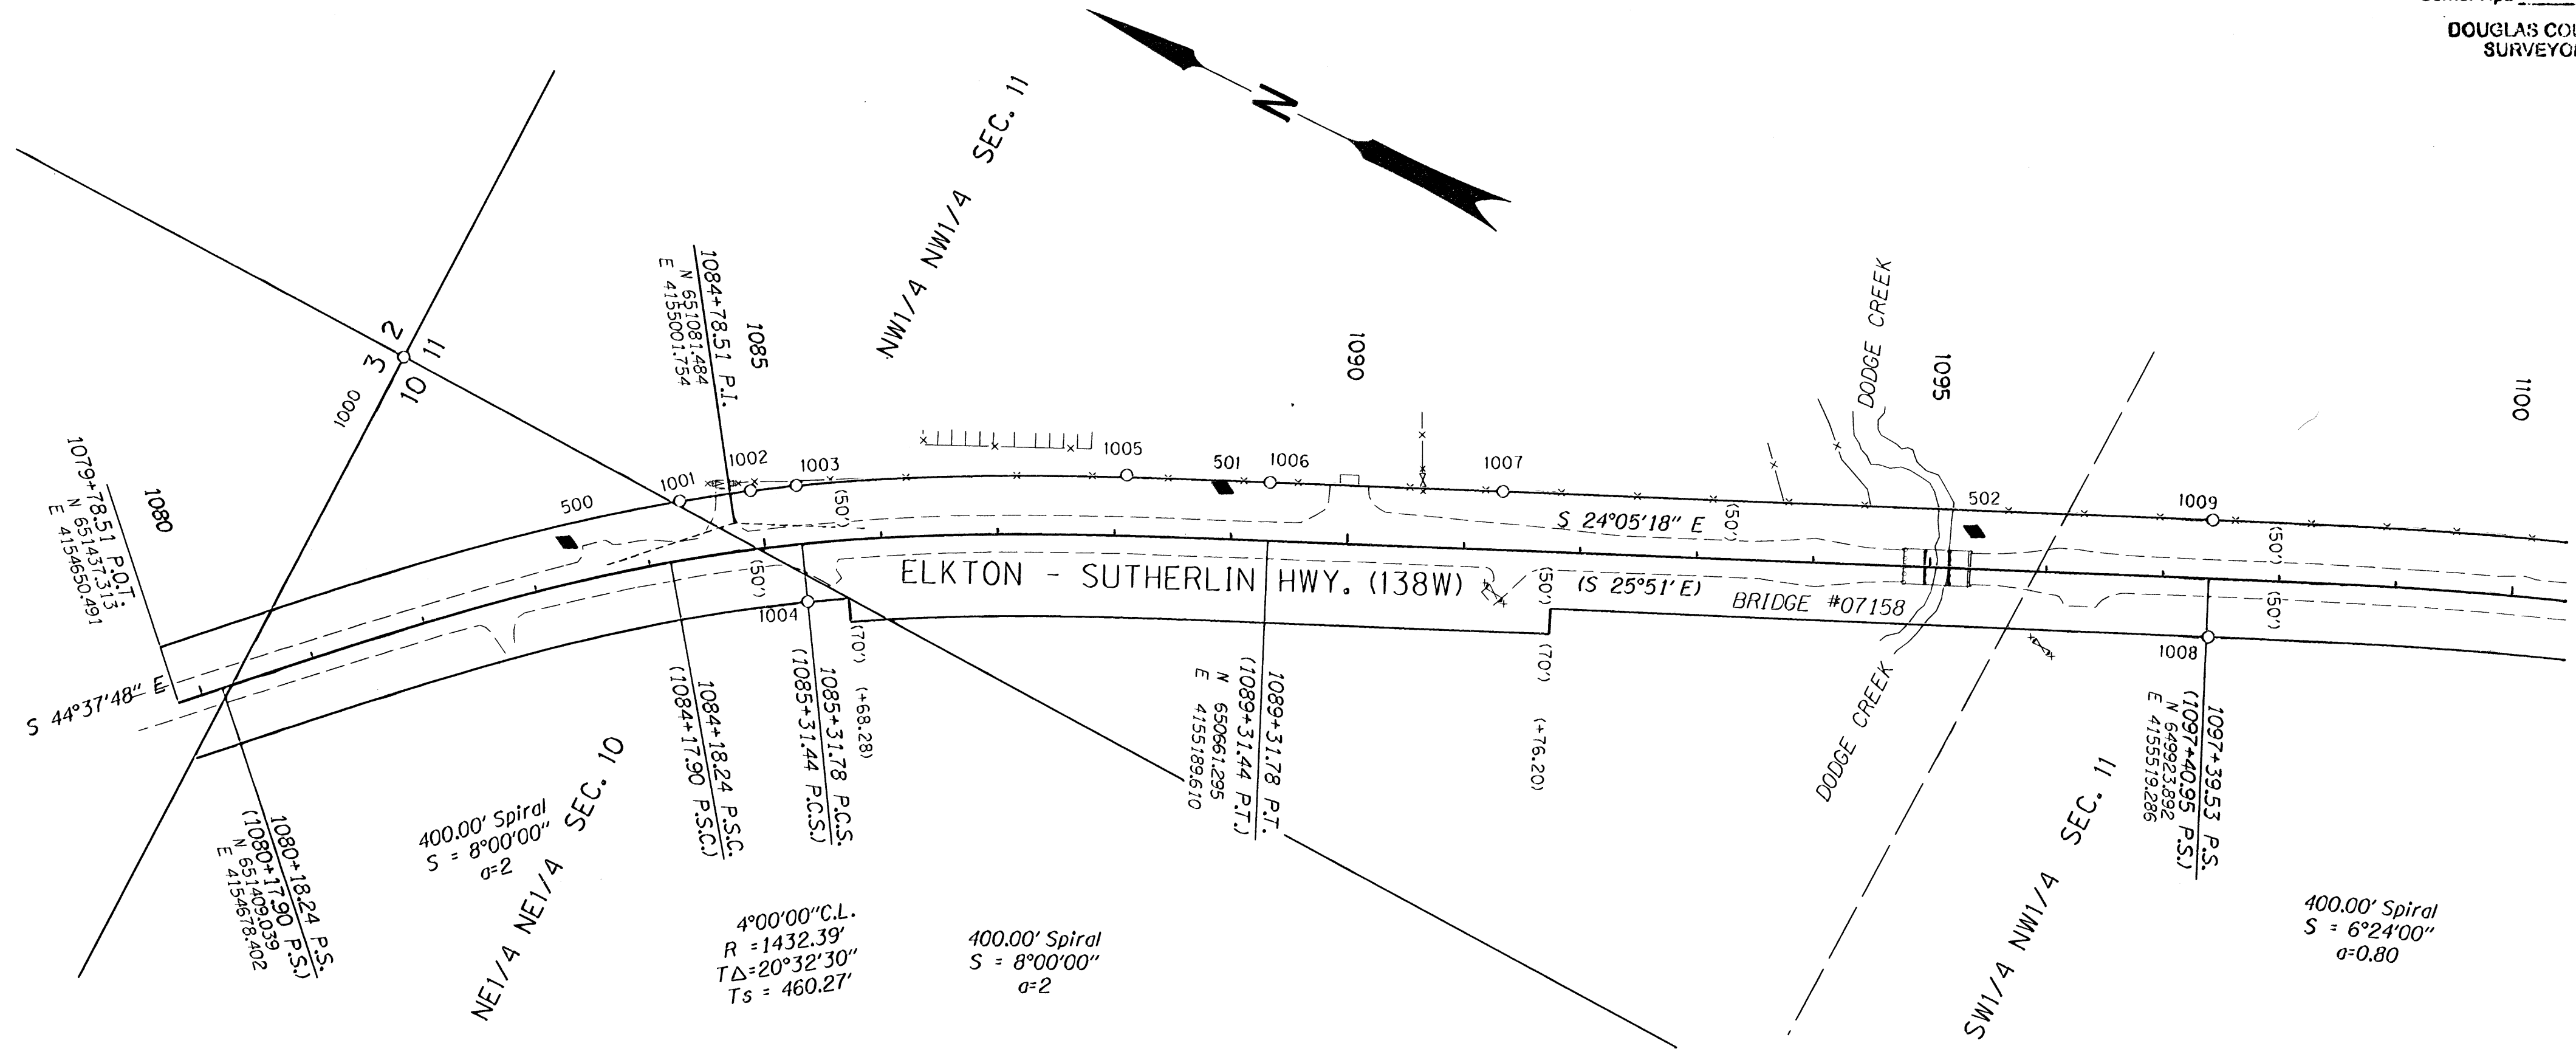 DOUGLAS COU
SURVEYOR
N
NW1/4 NW1/4 SEC. 11
2
3
11
10
1000
1084+78.51 P.I.
N 651081.484
E 4155001.754
1085
1090
DODGE CREEK
1095
1100
1079+78.51 P.O.T.
N 651437.313
E 4154650.491
1080
500
1001
1002
1003
1005
501
1006
1007
502
1009
(50')
S 24°05'18" E
(50')
(50')
ELKTON - SUTHERLIN HWY. (138W)
(S 25°51' E)
BRIDGE #07158
(50')
(50')
(50')
1004
1008
S 44°37'48" E
(70')
(+68.28)
(70')
(+76.20)
DODGE CREEK
1080+18.24 P.S.
(1080+17.90 P.S.)
N 651409.039
E 4154678.402
1084+18.24 P.S.C.
(1084+17.90 P.S.C.)
1085+31.78 P.C.S.
(1085+31.44 P.C.S.)
1089+31.78 P.T.
(1089+31.44 P.T.)
N 650661.295
E 4155189.610
1097+39.53 P.S.
(1097+40.95 P.S.)
N 649923.892
E 4155519.286
400.00' Spiral
S = 8°00'00"
a=2
NE1/4 NE1/4 SEC. 10
4°00'00"C.L.
R =1432.39'
TΔ=20°32'30"
Ts = 460.27'
400.00' Spiral
S = 8°00'00"
a=2
SW1/4 NW1/4 SEC. 11
400.00' Spiral
S = 6°24'00"
a=0.80